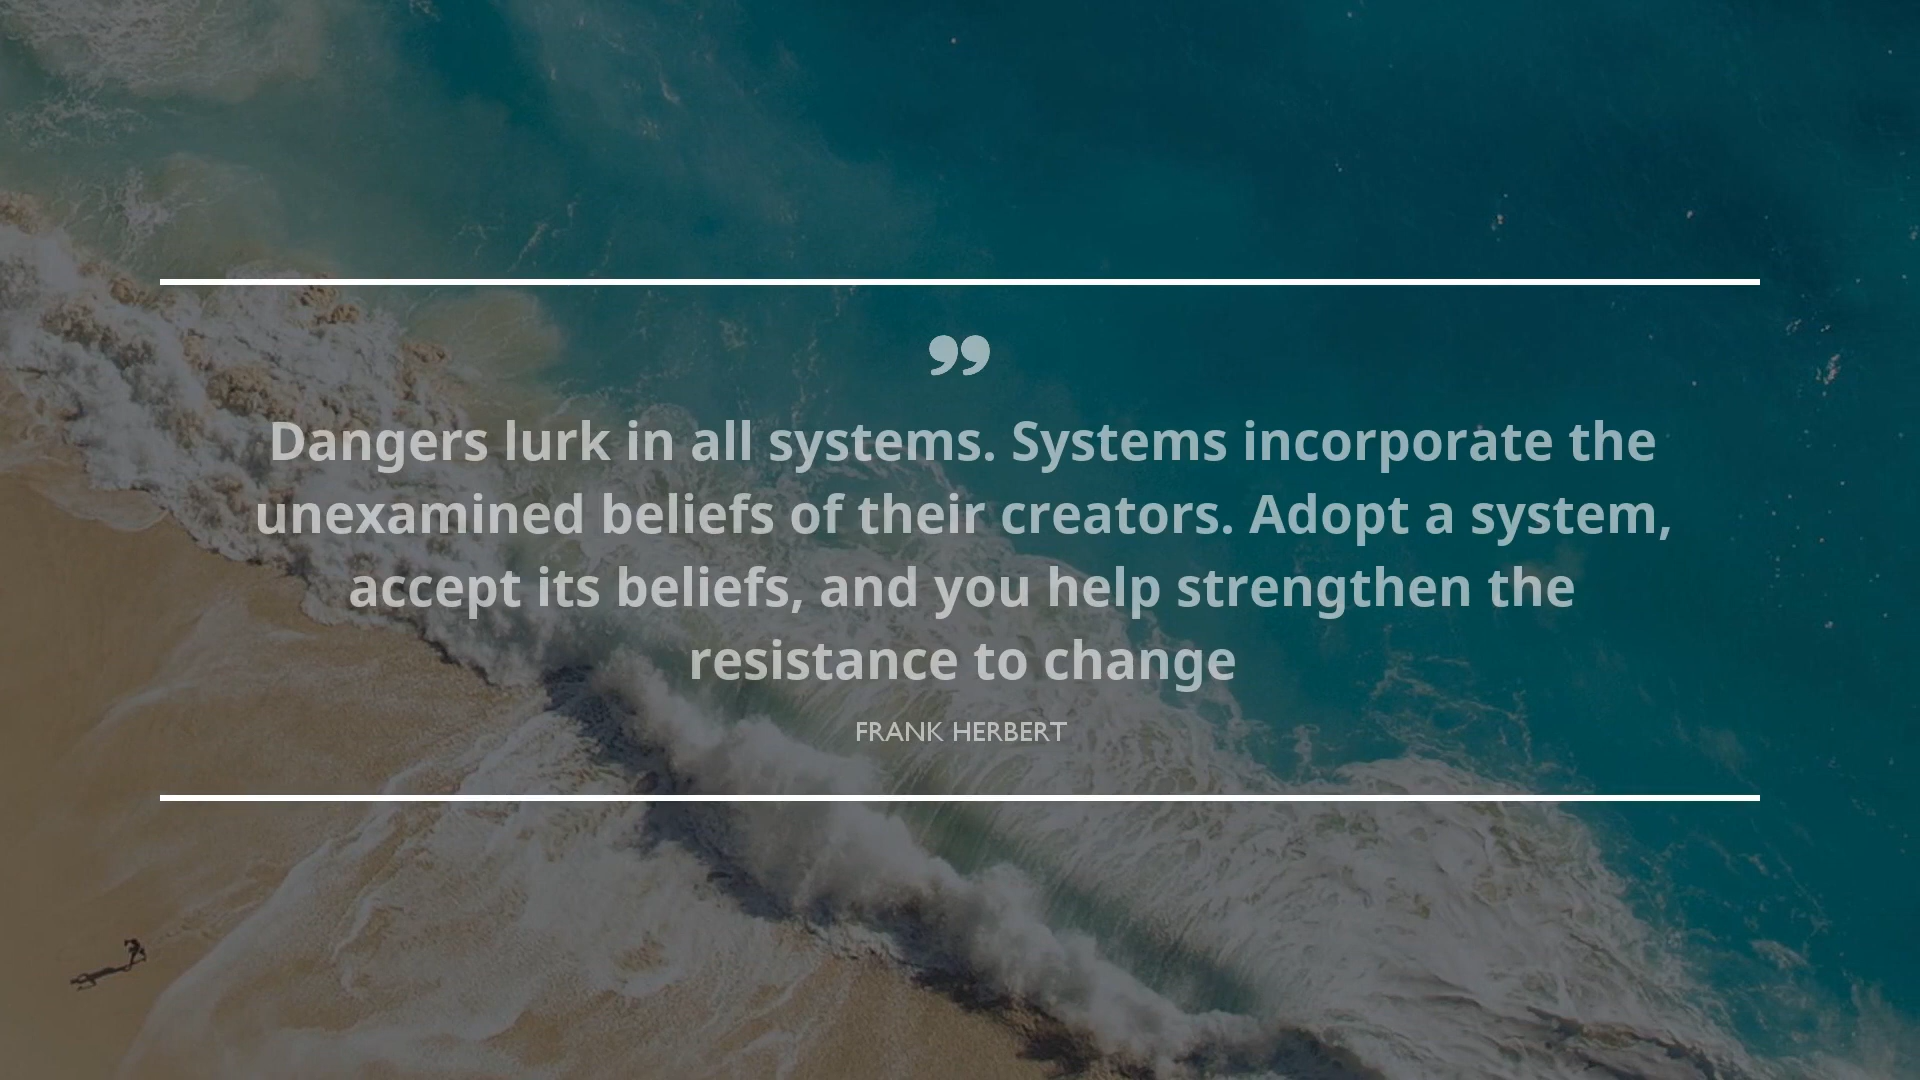 ”
Dangers lurk in all systems. Systems incorporate the
unexamined beliefs of their creators. Adopt a system,
accept its beliefs, and you help strengthen the
resistance to change
FRANK HERBERT